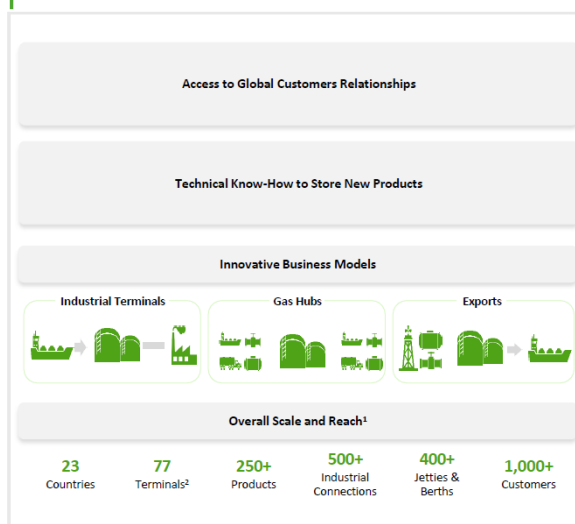 Access to Global Customers Relationships
Technical Know-How to Store New Products
Innovative Business Models
Industrial Terminals
Gas Hubs
Exports
Overall Scale and Reach¹
23
Countries
77
Terminals²
250+
Products
500+
Industrial
Connections
400+
Jetties &
Berths
1,000+
Customers